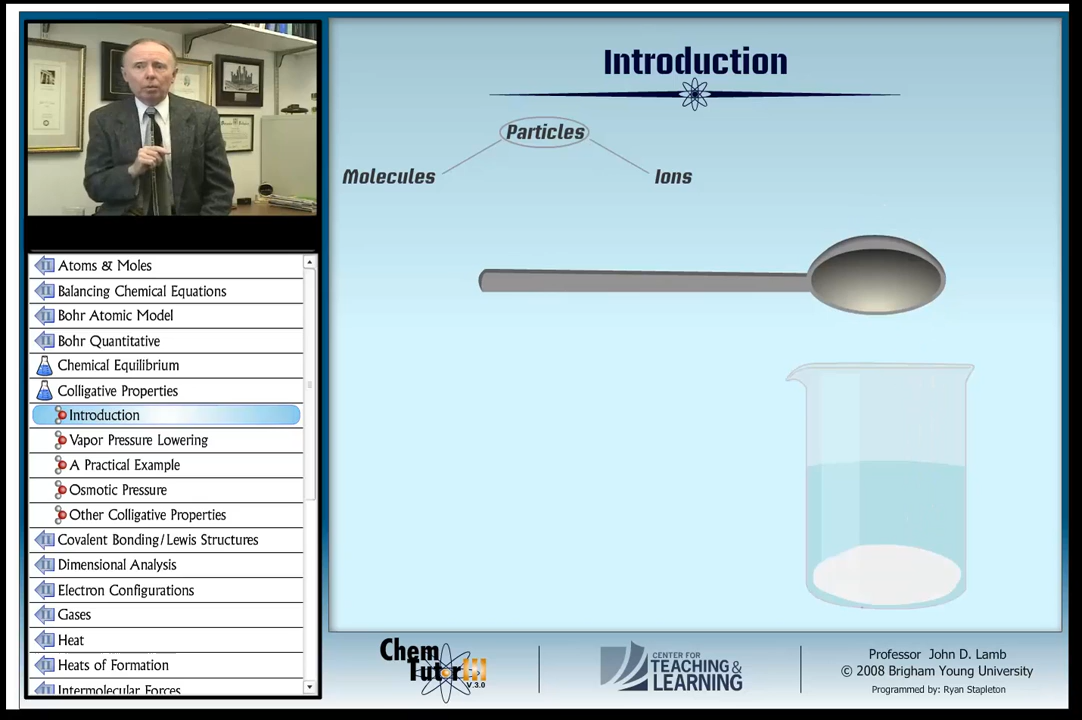 Introduction
Particles
Molecules
Ions
Atoms & Moles
Balancing Chemical Equations
Bohr Atomic Model
Bohr Quantitative
Chemical Equilibrium
Colligative Properties
Introduction
Vapor Pressure Lowering
A Practical Example
Osmotic Pressure
Other Colligative Properties
Covalent Bonding/Lewis Structures
Dimensional Analysis
Electron Configurations
Gases
Heat
Heats of Formation
Intermolecular Forces
Chem
Tutor
V.3.0
CENTER FOR
TEACHING &
LEARNING
Professor John D. Lamb
© 2008 Brigham Young University
Programmed by: Ryan Stapleton